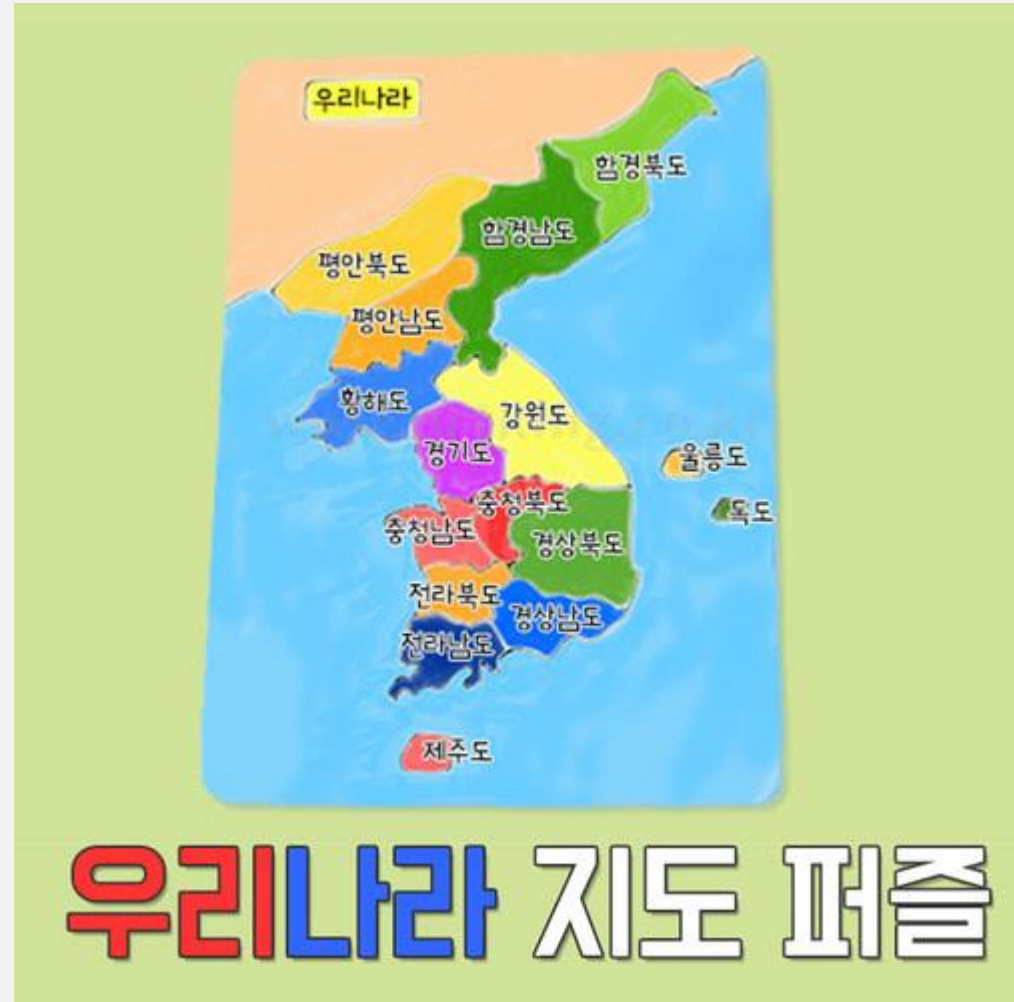 우리나라
함경북도
함경남도
평안북도
평안남도
황해도
강원도
경기도
울릉도
충청북도
독도
충청남도
경상북도
전라북도
경상남도
전라남도
제주도
우리나라 지도 퍼즐